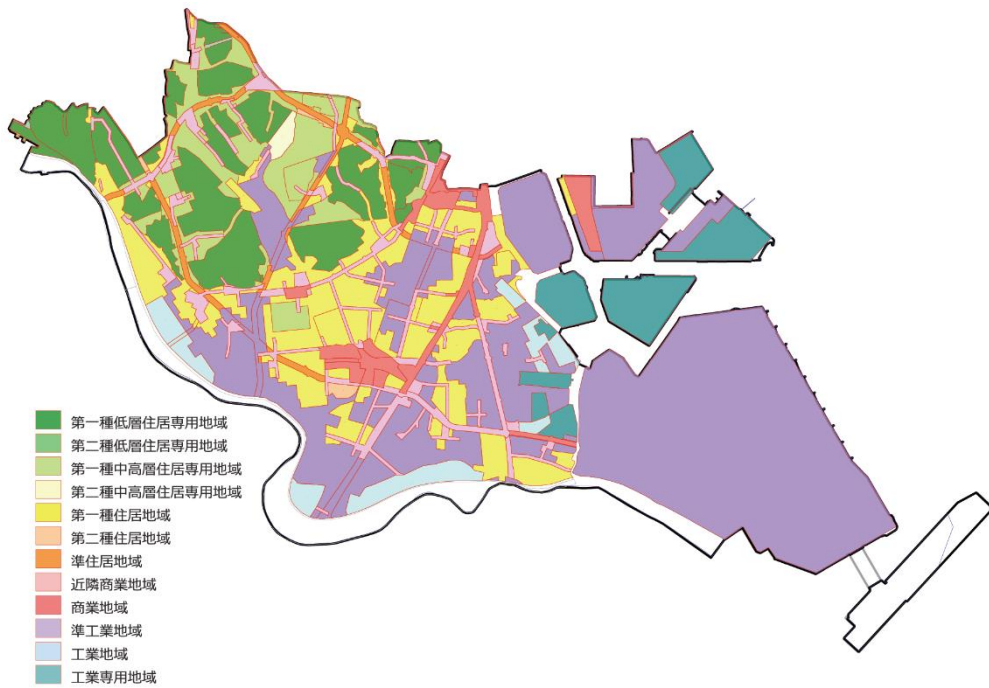 第一種低層住居専用地域
第二種低層住居専用地域
第一種中高層住居専用地域
第二種中高層住居専用地域
第一種住居地域
第二種住居地域
準住居地域
近隣商業地域
商業地域
準工業地域
工業地域
工業専用地域